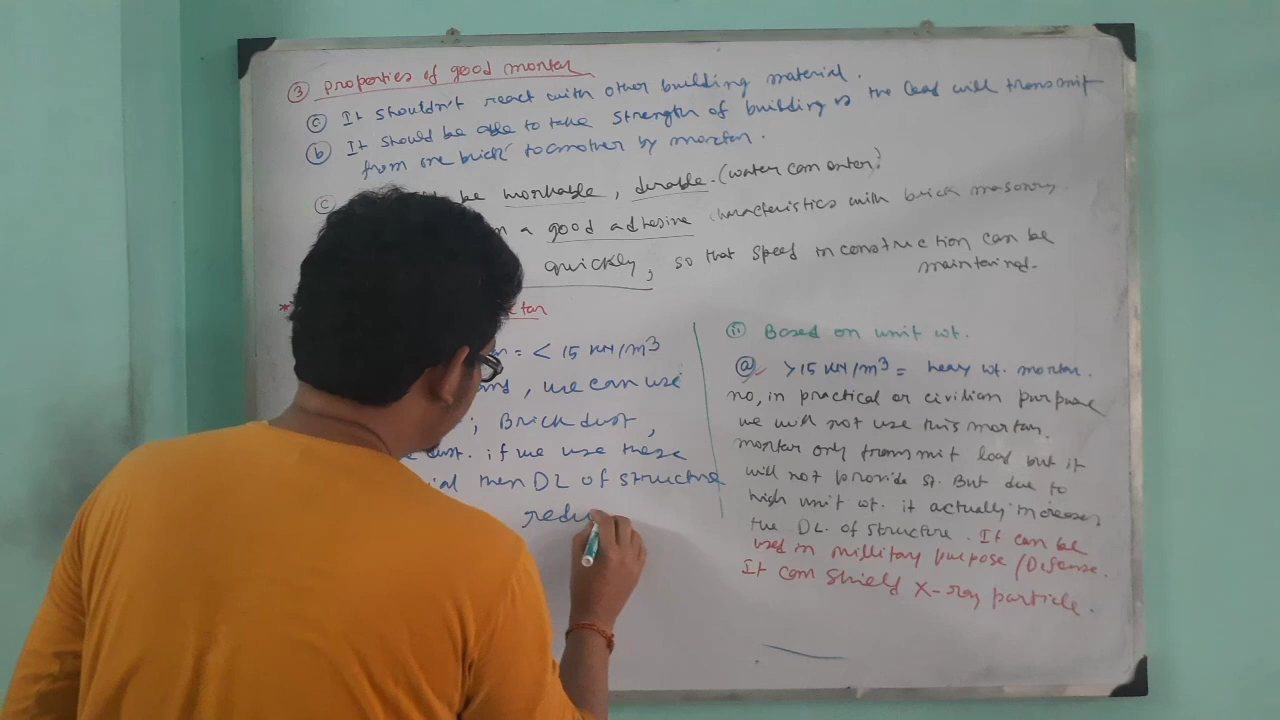 ③ Properties of good mortar
ⓐ It shouldn't react with other building material.
ⓑ It should be able to take strength of building as the load will transmit
from one brick to another by mortar.
ⓒ be workable, durable. (water can enter)
a good adhesive characteristics with brick masonry.
quickly, so that speed in construction can be
maintained.
tar
= < 15 kN/m³
, we can use
; Brick dust,
dust. if we use these
ial then DL of structure
redu
ⓘⓘ Based on unit wt.
ⓐ >15 kN/m³ = heavy wt. mortar.
no, in practical or civilian purpose
we will not use this mortar.
mortar only transmit load but it
will not provide st. But due to
high unit wt. it actually increases
the DL. of structure. It can be
used in millitary purpose / Defense.
It can shield X-ray particle.